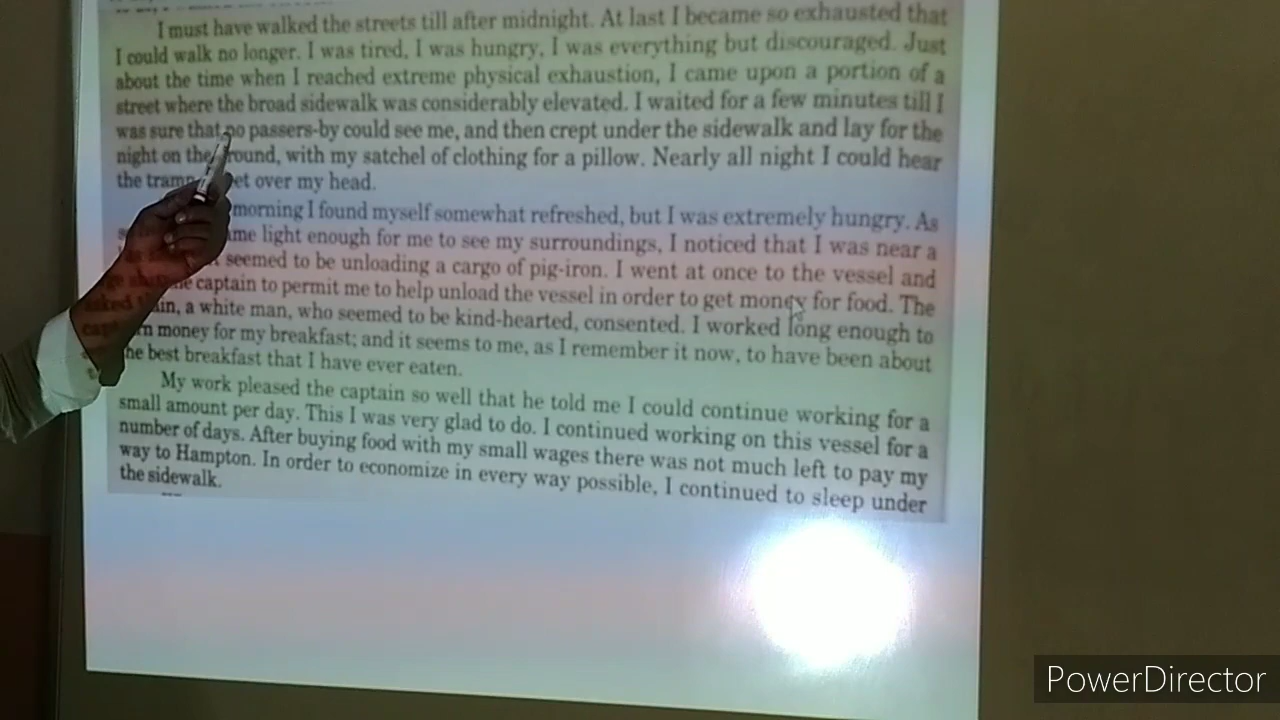 I must have walked the streets till after midnight. At last I became so exhausted that
I could walk no longer. I was tired, I was hungry, I was everything but discouraged. Just
about the time when I reached extreme physical exhaustion, I came upon a portion of a
street where the broad sidewalk was considerably elevated. I waited for a few minutes till I
was sure that no passers-by could see me, and then crept under the sidewalk and lay for the
night on the round, with my satchel of clothing for a pillow. Nearly all night I could hear
the tramp et over my head.
morning I found myself somewhat refreshed, but I was extremely hungry. As
me light enough for me to see my surroundings, I noticed that I was near a
seemed to be unloading a cargo of pig-iron. I went at once to the vessel and
captain to permit me to help unload the vessel in order to get money for food. The
in, a white man, who seemed to be kind-hearted, consented. I worked long enough to
rn money for my breakfast; and it seems to me, as I remember it now, to have been about
he best breakfast that I have ever eaten.
My work pleased the captain so well that he told me I could continue working for a
small amount per day. This I was very glad to do. I continued working on this vessel for a
number of days. After buying food with my small wages there was not much left to pay my
way to Hampton. In order to economize in every way possible, I continued to sleep under
the sidewalk.
PowerDirector